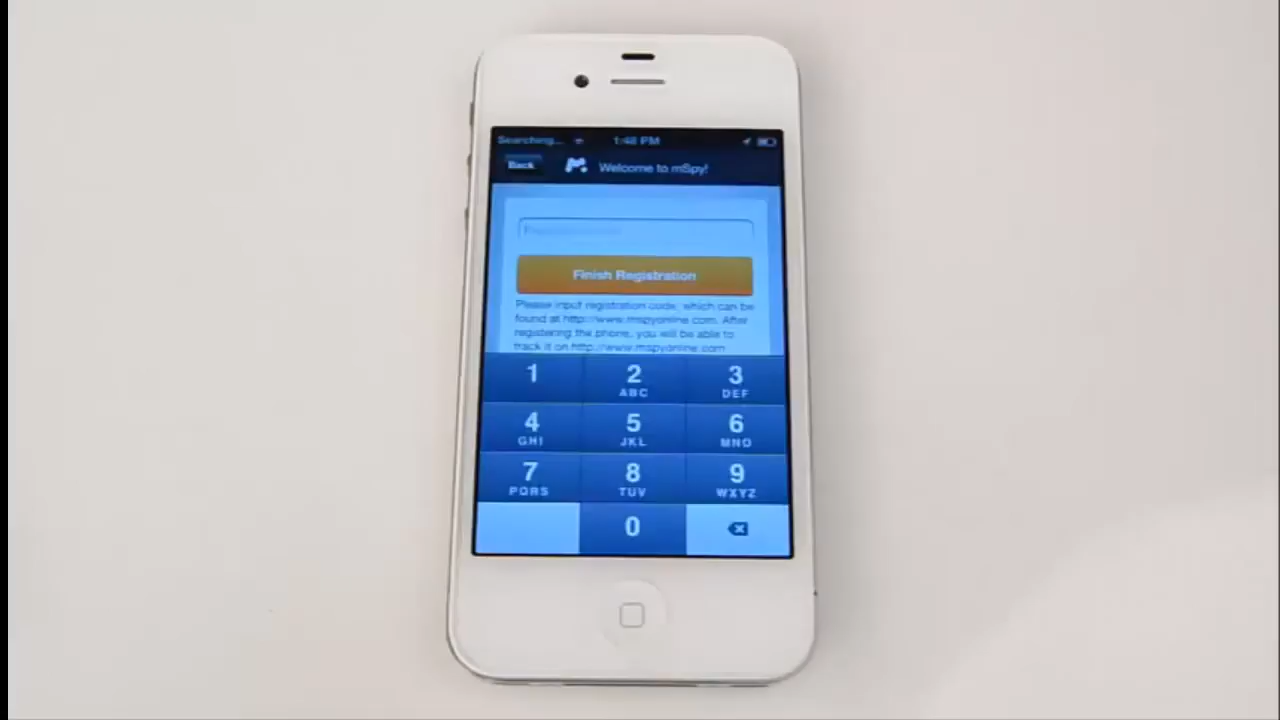 Searching... 1:48 PM
Back Welcome to mSpy!
Finish Registration
Please input registration code, which can be
found at http://www.mspyonline.com. After
registering the phone, you will be able to
track it on http://www.mspyonline.com
1 2 3
ABC DEF
4 5 6
GHI JKL MNO
7 8 9
PQRS TUV WXYZ
0